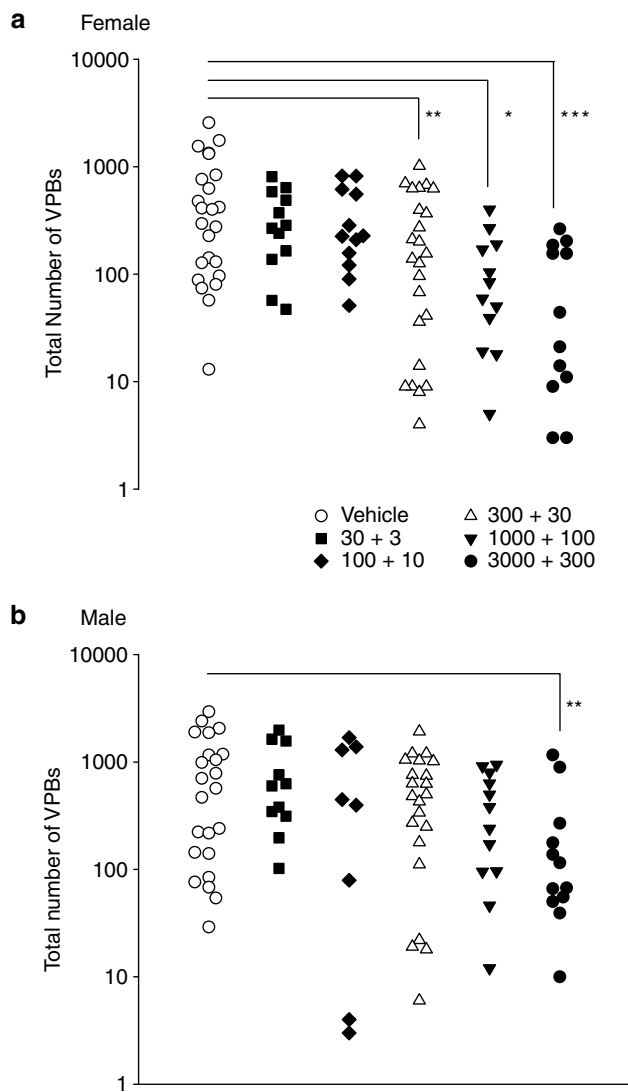 a Female
10000
** * ***
1000
100
10
1
Total Number of VPBs
Vehicle 300 + 30
30 + 3 1000 + 100
100 + 10 3000 + 300
b Male
10000
**
1000
100
10
1
Total number of VPBs